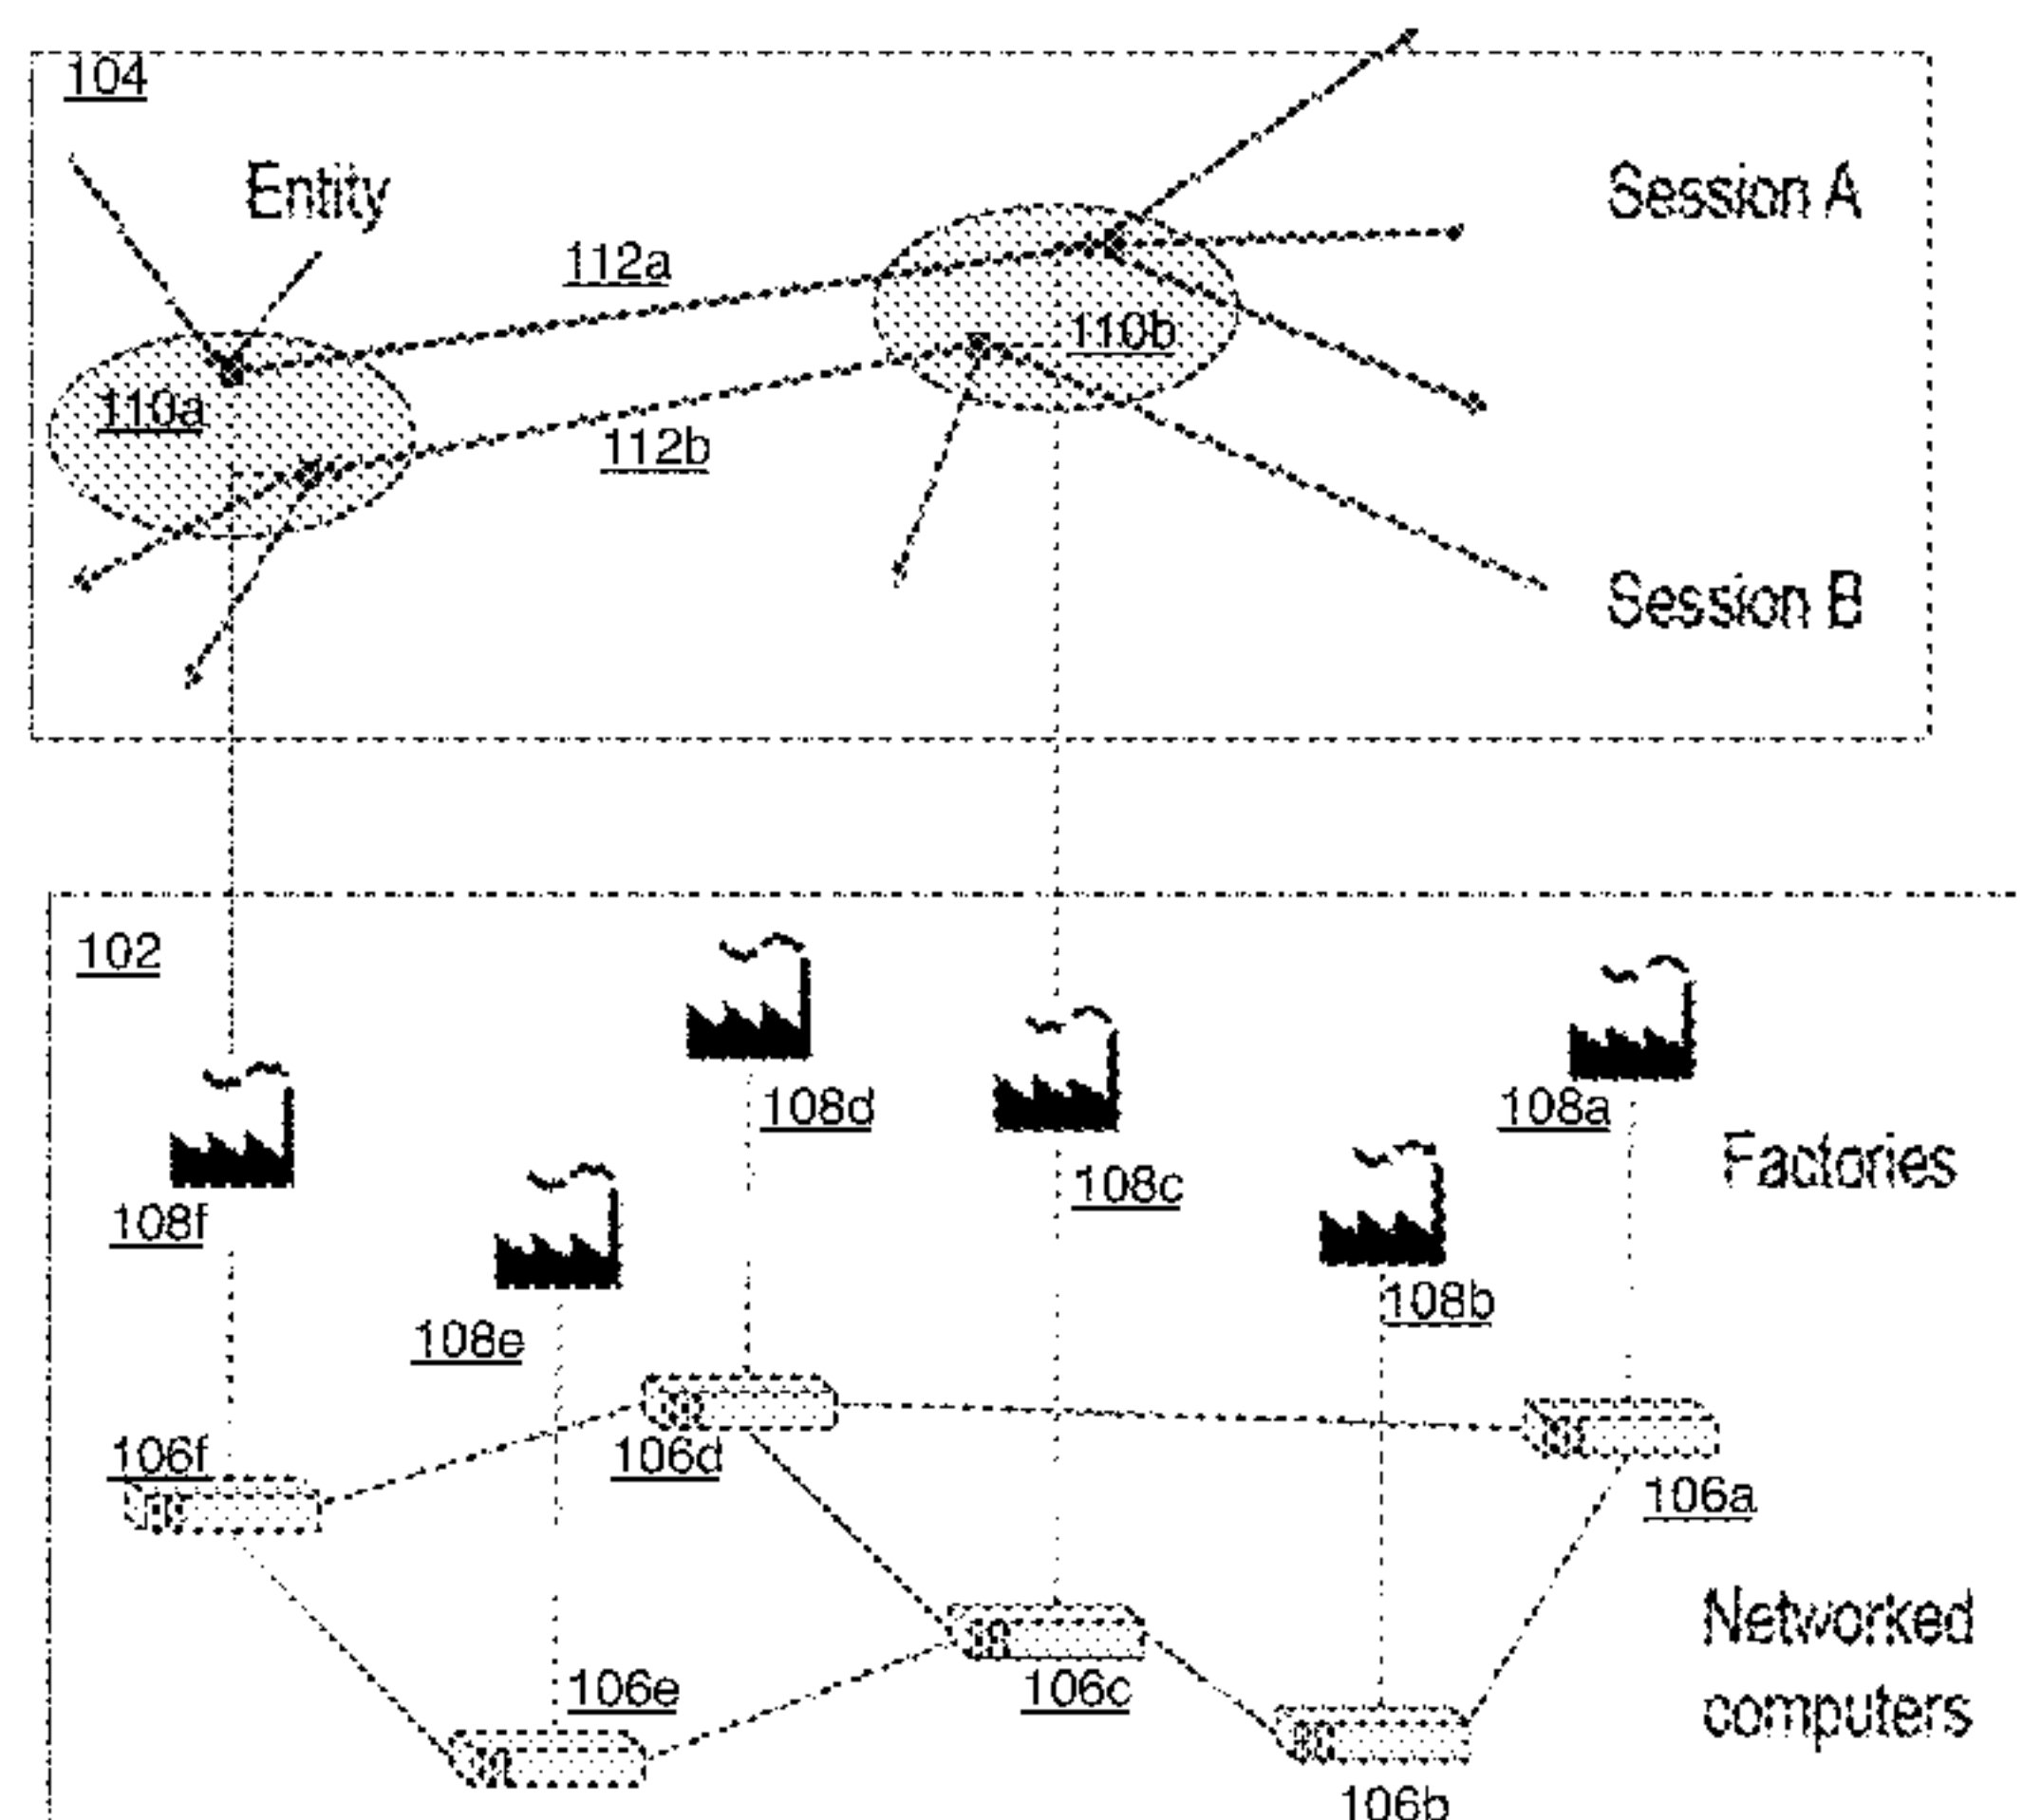 104
Entity
Session A
112a
110b
110a
112b
Session B
102
108d
108a
108c
Factories
108f
108b
108e
106f
106d
106a
Networked
computers
106e
106c
106b